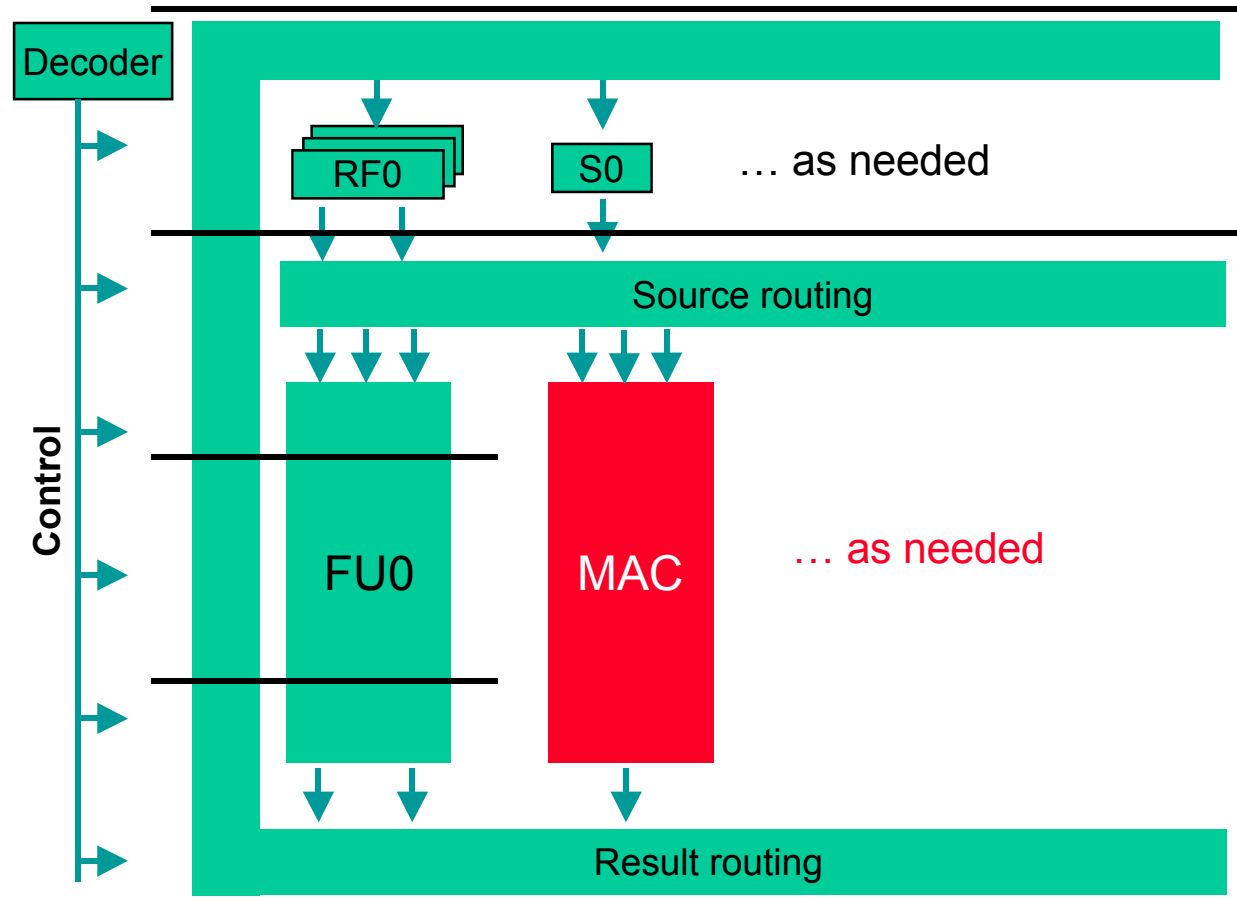 Decoder
RF0
S0
… as needed
Source routing
Control
FU0
MAC
… as needed
Result routing